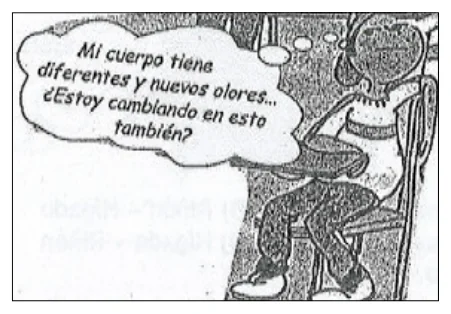 Mi cuerpo tiene
diferentes y nuevos olores...
¿Estoy cambiando en esto
también?